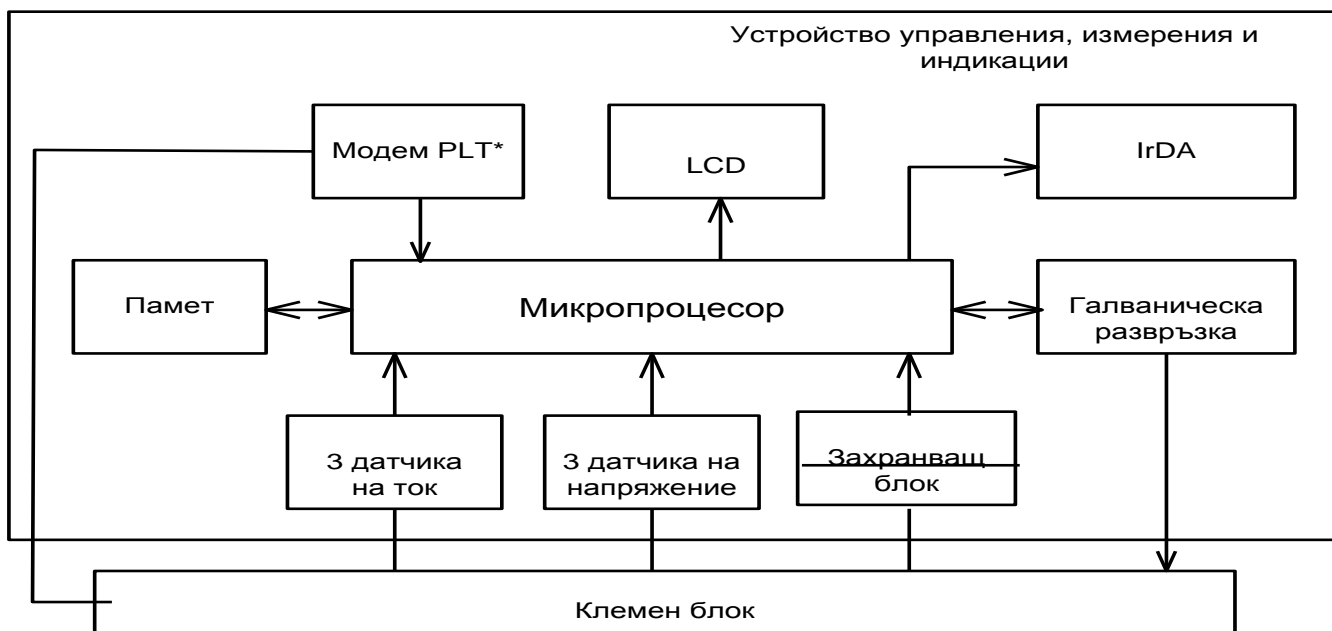 Устройство управления, измерения и
индикации
Модем PLT*
LCD
IrDA
Памет
Микропроцесор
Галваническа
развръзка
3 датчика
на ток
3 датчика на
напряжение
Захранващ
блок
Клемен блок